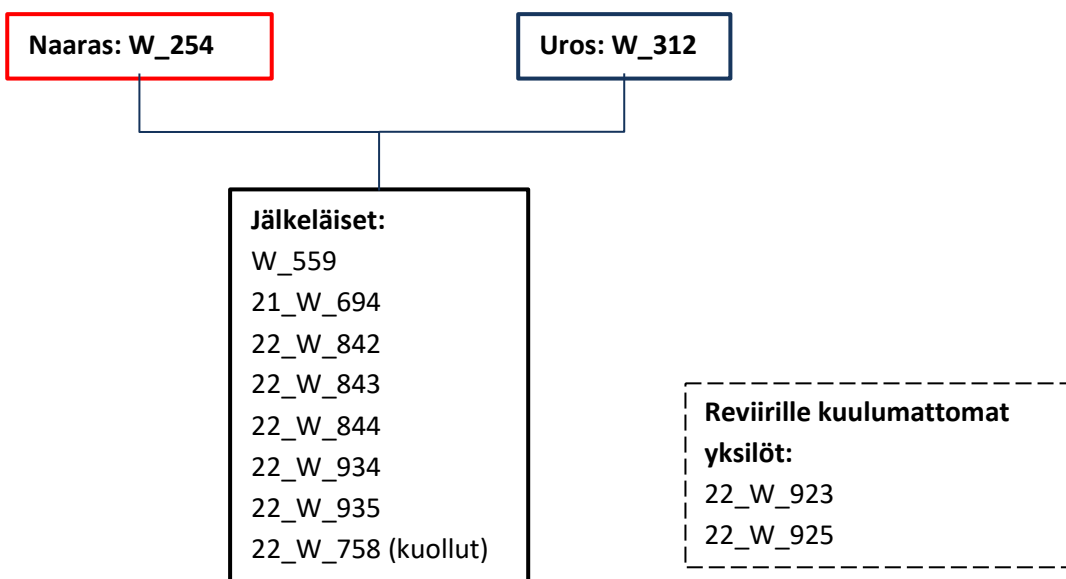 Naaras: W_254
Uros: W_312
Jälkeläiset:
W_559
21_W_694
22_W_842
22_W_843
22_W_844
22_W_934
22_W_935
22_W_758 (kuollut)
Reviirille kuulumattomat
yksilöt:
22_W_923
22_W_925